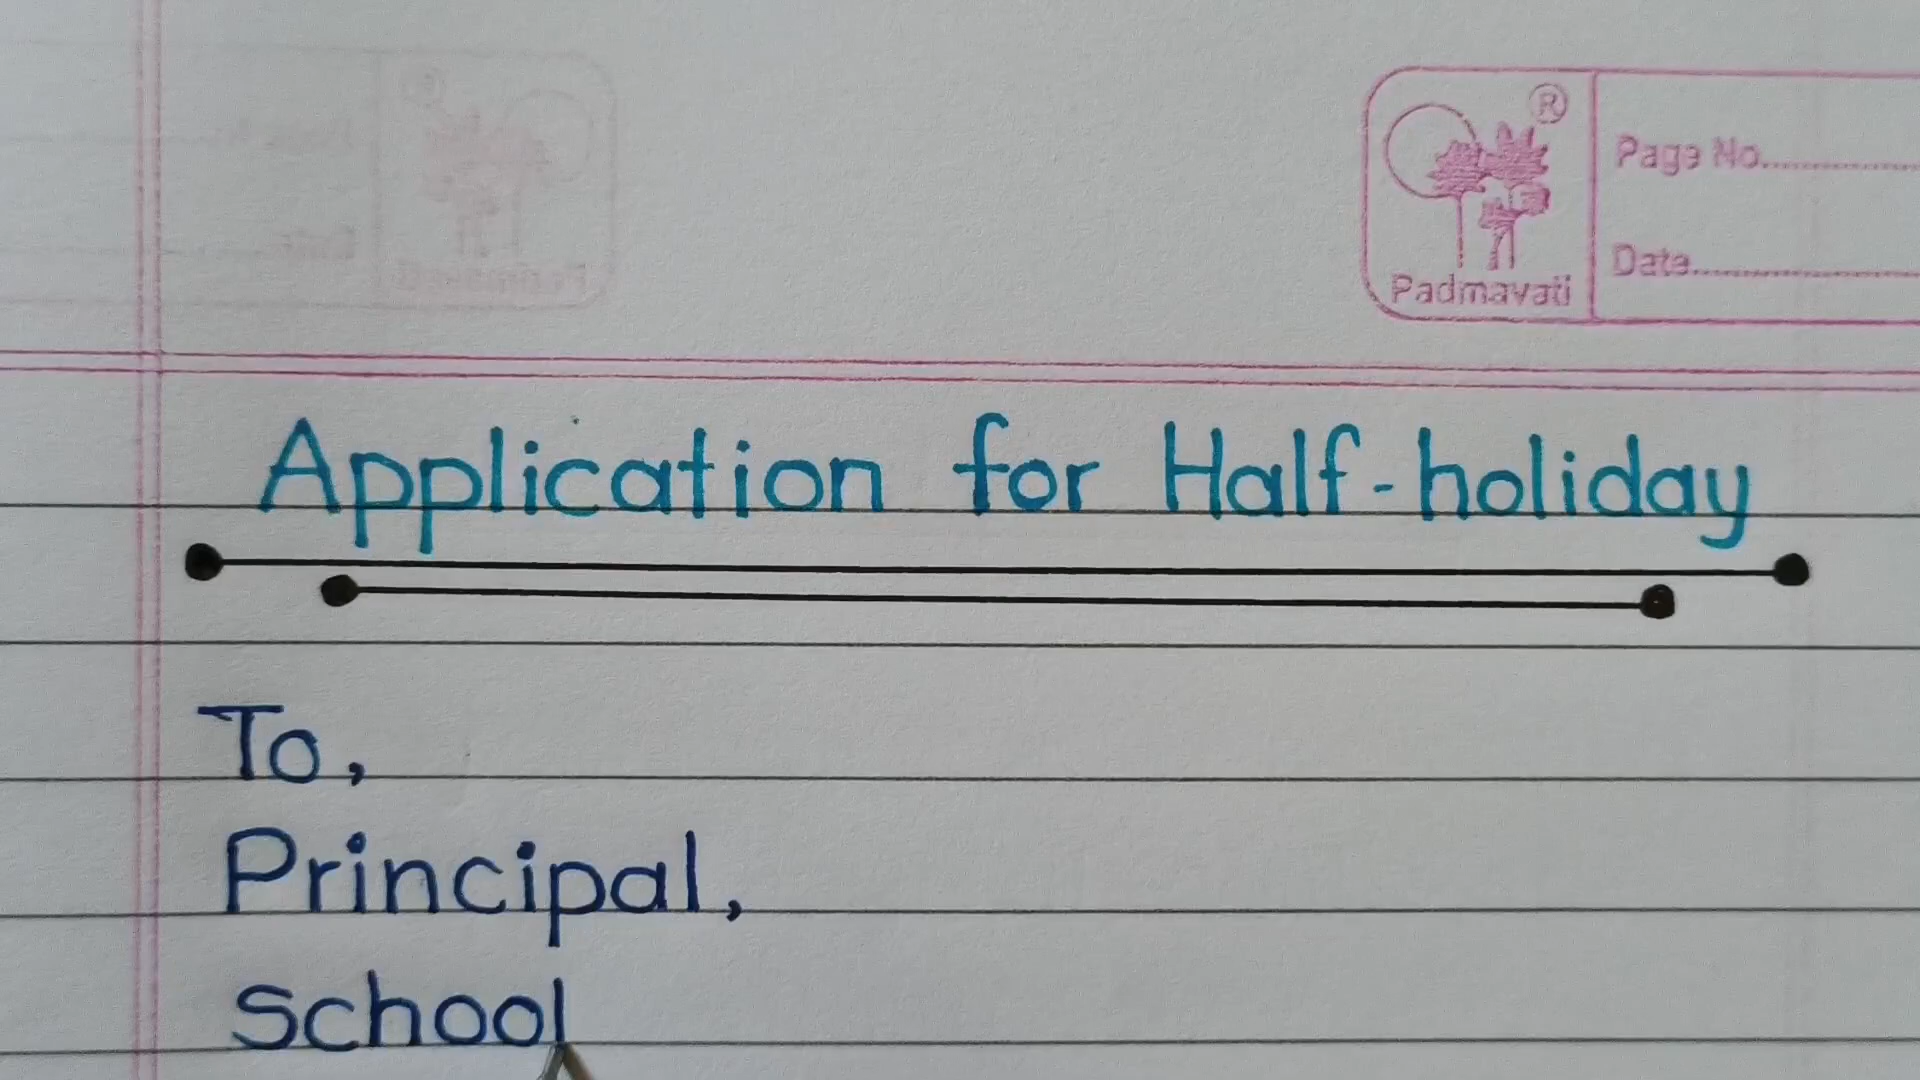 ® Page No.
Padmavati Date
Application for Half-holiday
To,
Principal,
School